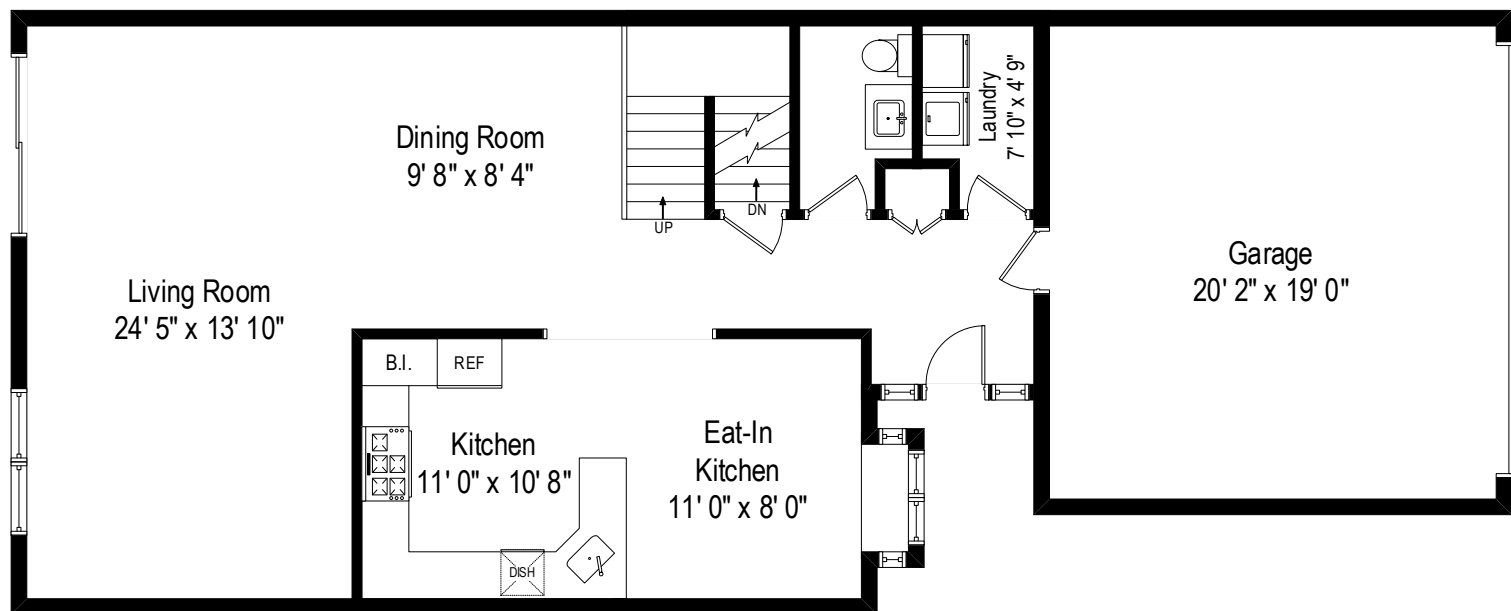 Dining Room
9' 8" x 8' 4"
UP
DN
Laundry
7' 10" x 4' 9"
Garage
20' 2" x 19' 0"
Living Room
24' 5" x 13' 10"
B.I.
REF
Kitchen
11' 0" x 10' 8"
Eat-In
Kitchen
11' 0" x 8' 0"
DISH